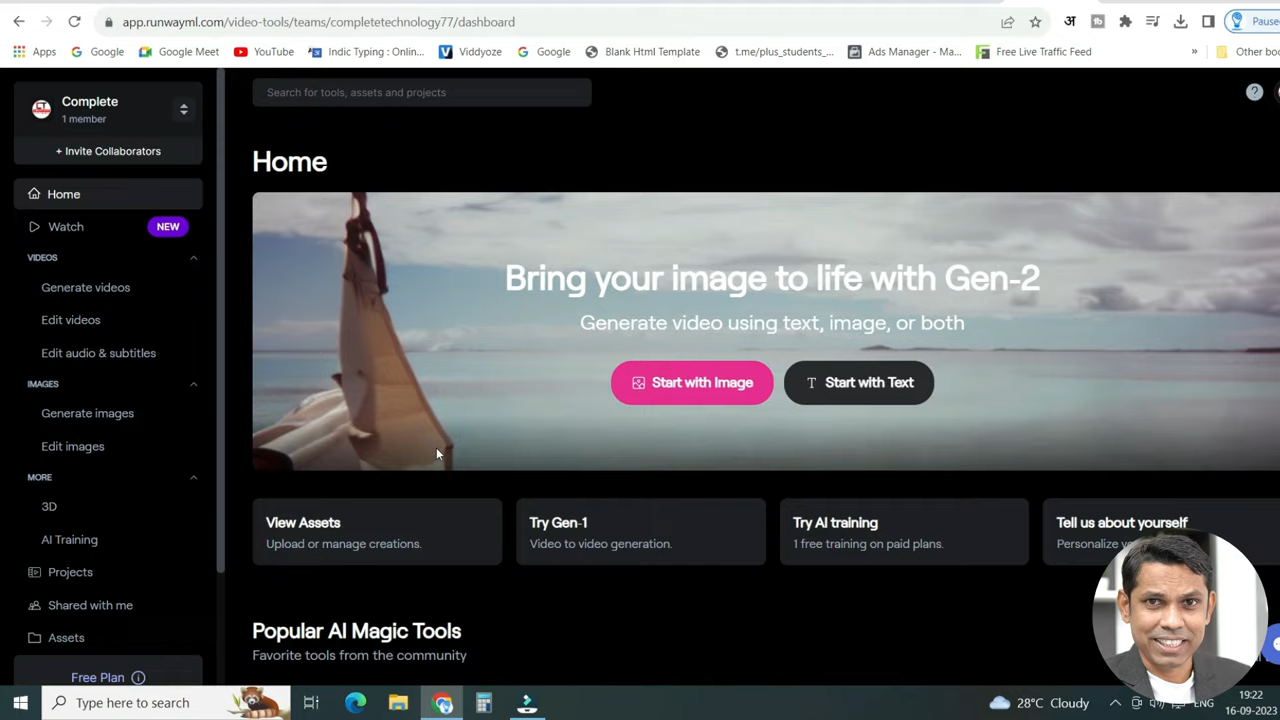 app.runwayml.com/video-tools/teams/completetechnology77/dashboard
अ
Paused
Apps
Google
Google Meet
YouTube
Indic Typing : Onlin...
Viddyoze
Google
Blank Html Template
t.me/plus_students_...
Ads Manager - Ma...
Free Live Traffic Feed
»
Other boo
Complete
1 member
+ Invite Collaborators
Search for tools, assets and projects
?
Home
Watch
NEW
VIDEOS
Generate videos
Edit videos
Edit audio & subtitles
IMAGES
Generate images
Edit images
MORE
3D
AI Training
Projects
Shared with me
Assets
Free Plan
Home
Bring your image to life with Gen-2
Generate video using text, image, or both
Start with Image
T Start with Text
View Assets
Upload or manage creations.
Try Gen-1
Video to video generation.
Try AI training
1 free training on paid plans.
Tell us about yourself
Personalize
Popular AI Magic Tools
Favorite tools from the community
Type here to search
28°C Cloudy
ENG
19:22
16-09-2023